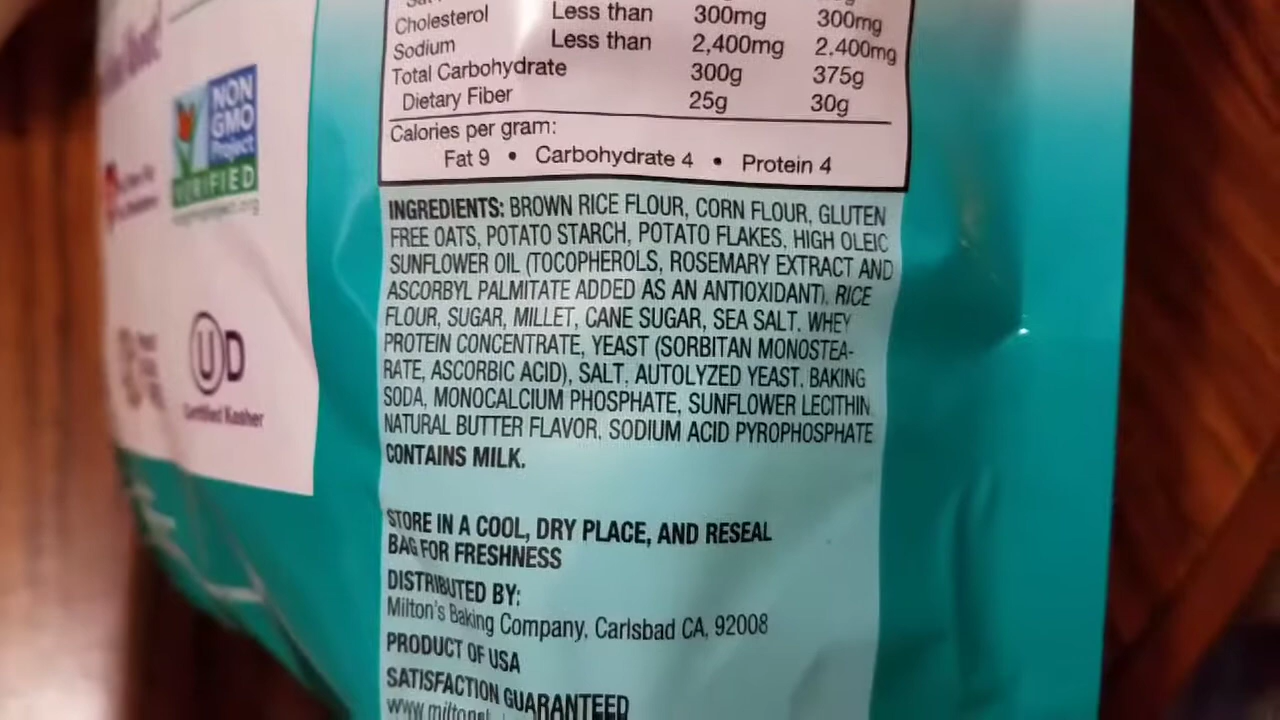 Cholesterol Less than 300mg 300mg
Sodium Less than 2,400mg 2,400mg
Total Carbohydrate 300g 375g
Dietary Fiber 25g 30g
Calories per gram:
Fat 9 • Carbohydrate 4 • Protein 4
INGREDIENTS: BROWN RICE FLOUR, CORN FLOUR, GLUTEN
FREE OATS, POTATO STARCH, POTATO FLAKES, HIGH OLEIC
SUNFLOWER OIL (TOCOPHEROLS, ROSEMARY EXTRACT AND
ASCORBYL PALMITATE ADDED AS AN ANTIOXIDANT), RICE
FLOUR, SUGAR, MILLET, CANE SUGAR, SEA SALT, WHEY
PROTEIN CONCENTRATE, YEAST (SORBITAN MONOSTEA-
RATE, ASCORBIC ACID), SALT, AUTOLYZED YEAST, BAKING
SODA, MONOCALCIUM PHOSPHATE, SUNFLOWER LECITHIN
NATURAL BUTTER FLAVOR, SODIUM ACID PYROPHOSPHATE
CONTAINS MILK.
STORE IN A COOL, DRY PLACE, AND RESEAL
BAG FOR FRESHNESS
DISTRIBUTED BY:
Milton's Baking Company, Carlsbad CA, 92008
PRODUCT OF USA
SATISFACTION GUARANTEED
NON
GMO
Project
VERIFIED
U D
Certified Kosher